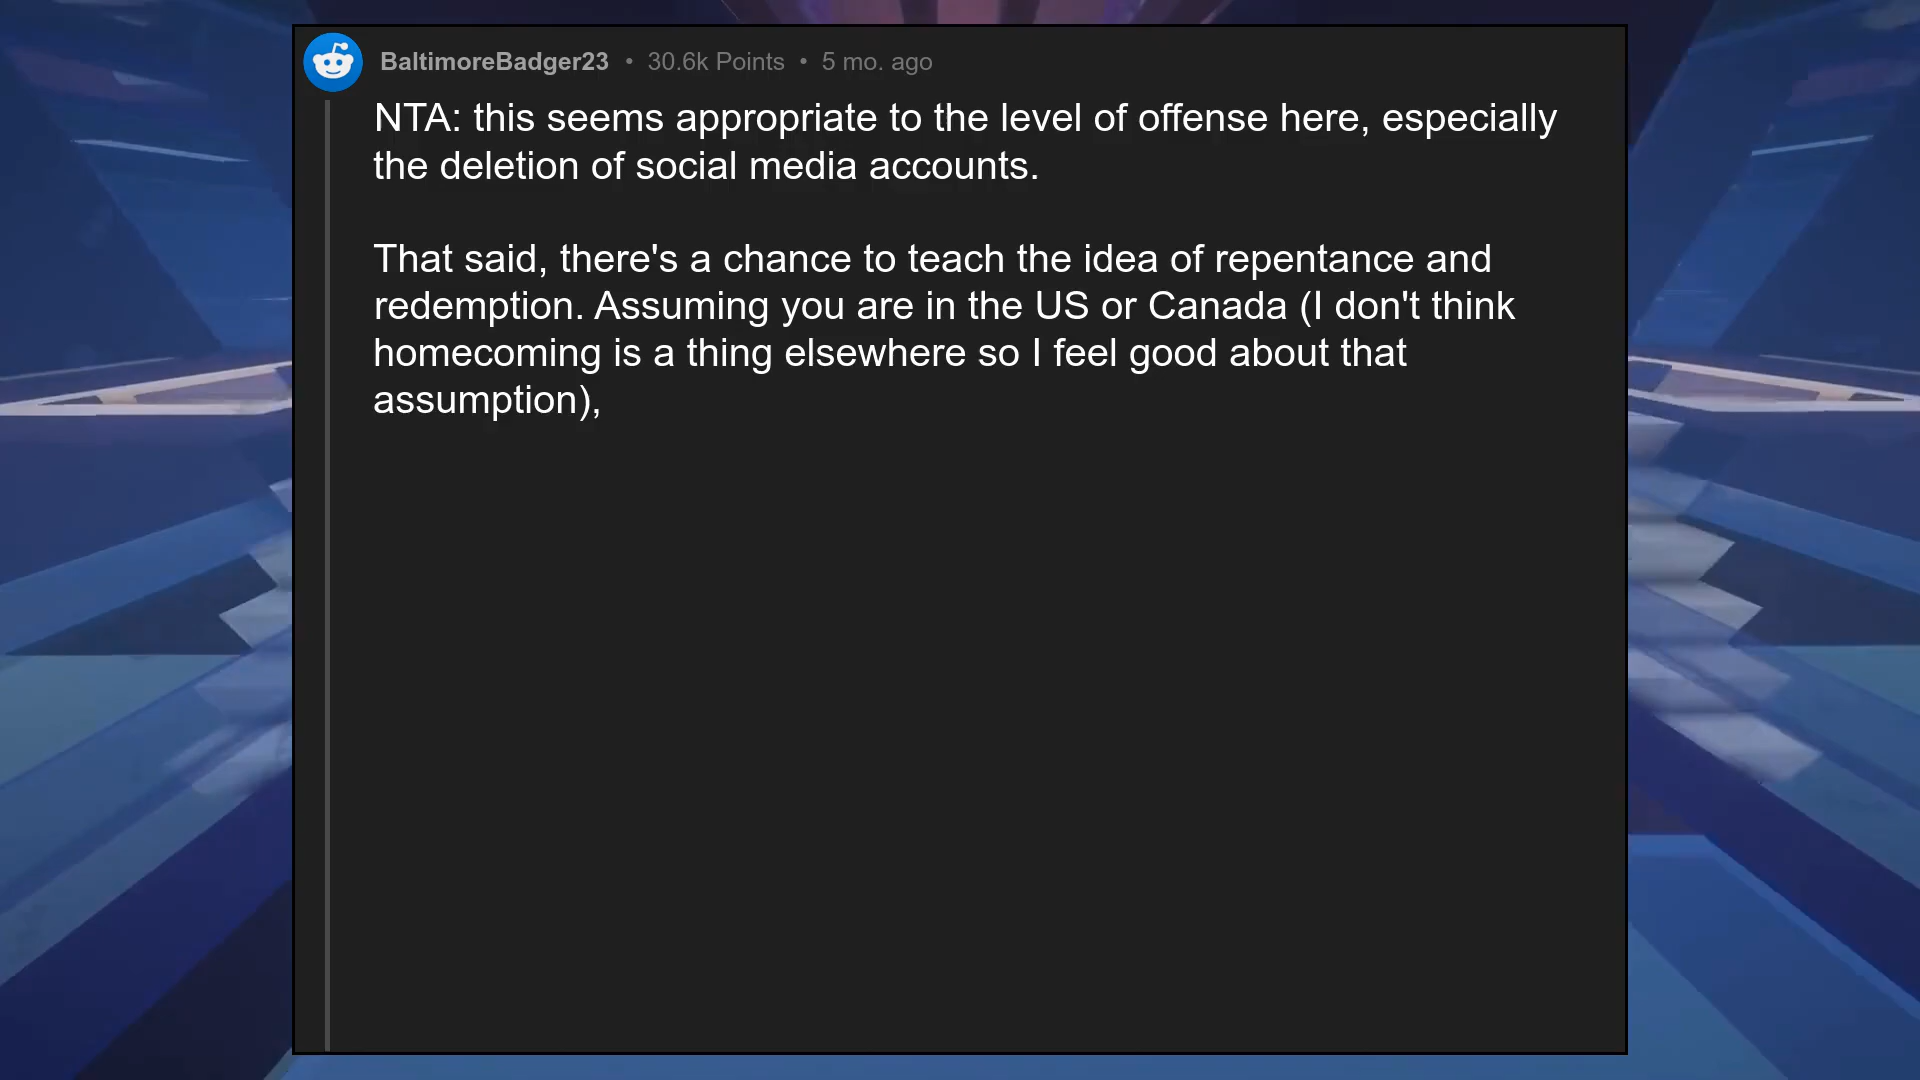 BaltimoreBadger23 • 30.6k Points • 5 mo. ago
NTA: this seems appropriate to the level of offense here, especially
the deletion of social media accounts.
That said, there's a chance to teach the idea of repentance and
redemption. Assuming you are in the US or Canada (I don't think
homecoming is a thing elsewhere so I feel good about that
assumption),